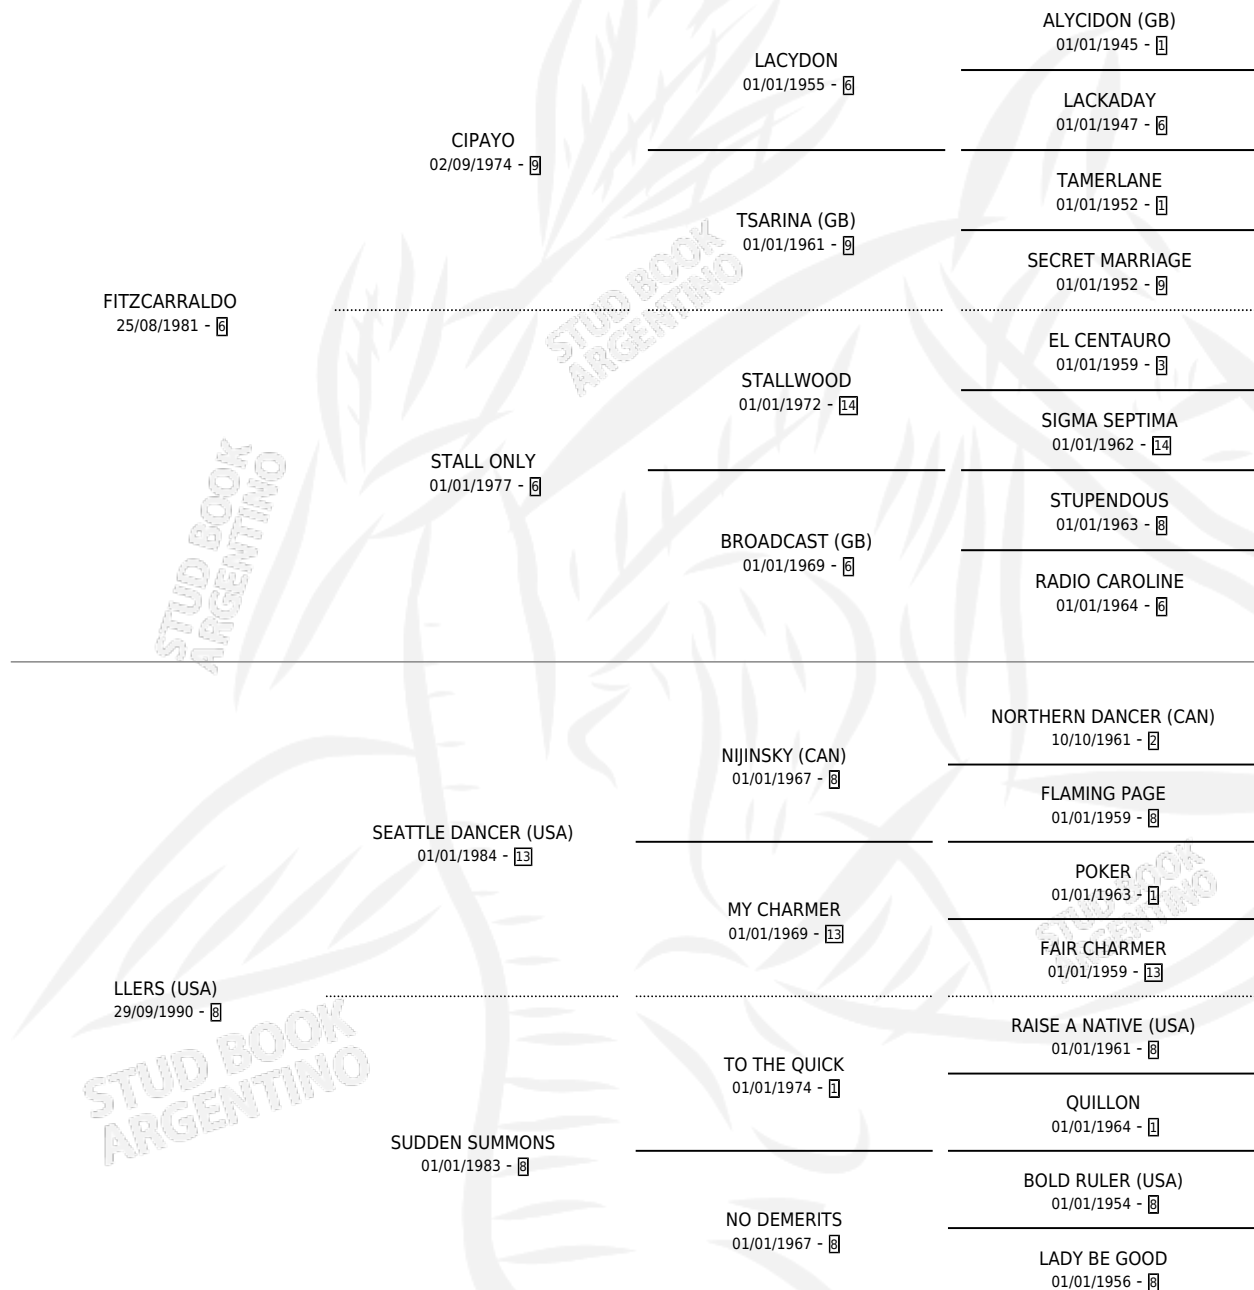 ALYCIDON (GB)
01/01/1945 - 1
LACYDON
01/01/1955 - 6
LACKADAY
01/01/1947 - 6
CIPAYO
02/09/1974 - 9
TAMERLANE
01/01/1952 - 1
TSARINA (GB)
01/01/1961 - 9
SECRET MARRIAGE
01/01/1952 - 9
FITZCARRALDO
25/08/1981 - 6
EL CENTAURO
01/01/1959 - 3
STALLWOOD
01/01/1972 - 14
SIGMA SEPTIMA
01/01/1962 - 14
STALL ONLY
01/01/1977 - 6
STUPENDOUS
01/01/1963 - 8
BROADCAST (GB)
01/01/1969 - 6
RADIO CAROLINE
01/01/1964 - 6
NORTHERN DANCER (CAN)
10/10/1961 - 2
NIJINSKY (CAN)
01/01/1967 - 8
FLAMING PAGE
01/01/1959 - 8
SEATTLE DANCER (USA)
01/01/1984 - 13
POKER
01/01/1963 - 1
MY CHARMER
01/01/1969 - 13
FAIR CHARMER
01/01/1959 - 13
LLERS (USA)
29/09/1990 - 8
RAISE A NATIVE (USA)
01/01/1961 - 8
TO THE QUICK
01/01/1974 - 1
QUILLON
01/01/1964 - 1
SUDDEN SUMMONS
01/01/1983 - 8
BOLD RULER (USA)
01/01/1954 - 8
NO DEMERITS
01/01/1967 - 8
LADY BE GOOD
01/01/1956 - 8
STUD BOOK
ARGENTINO
STUD BOOK
ARGENTINO
STUD BOOK
ARGENTINO
STUD BOOK
ARGENTINO